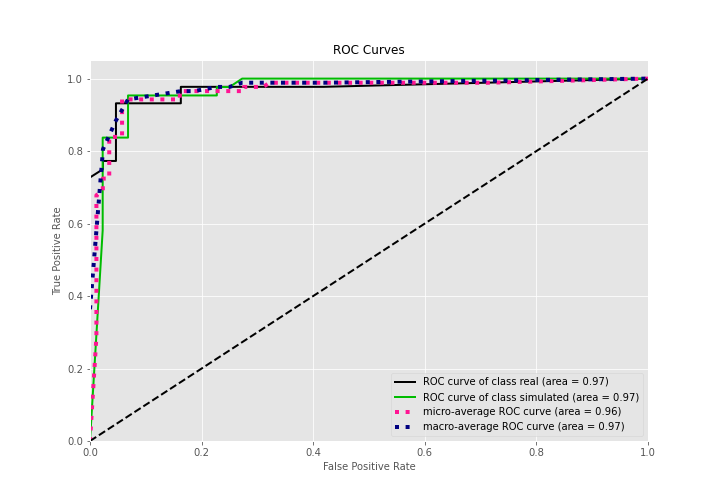 ROC Curves
True Positive Rate
1.0
0.8
0.6
0.4
0.2
0.0
0.0 0.2 0.4 0.6 0.8 1.0
False Positive Rate
ROC curve of class real (area = 0.97)
ROC curve of class simulated (area = 0.97)
micro-average ROC curve (area = 0.96)
macro-average ROC curve (area = 0.97)